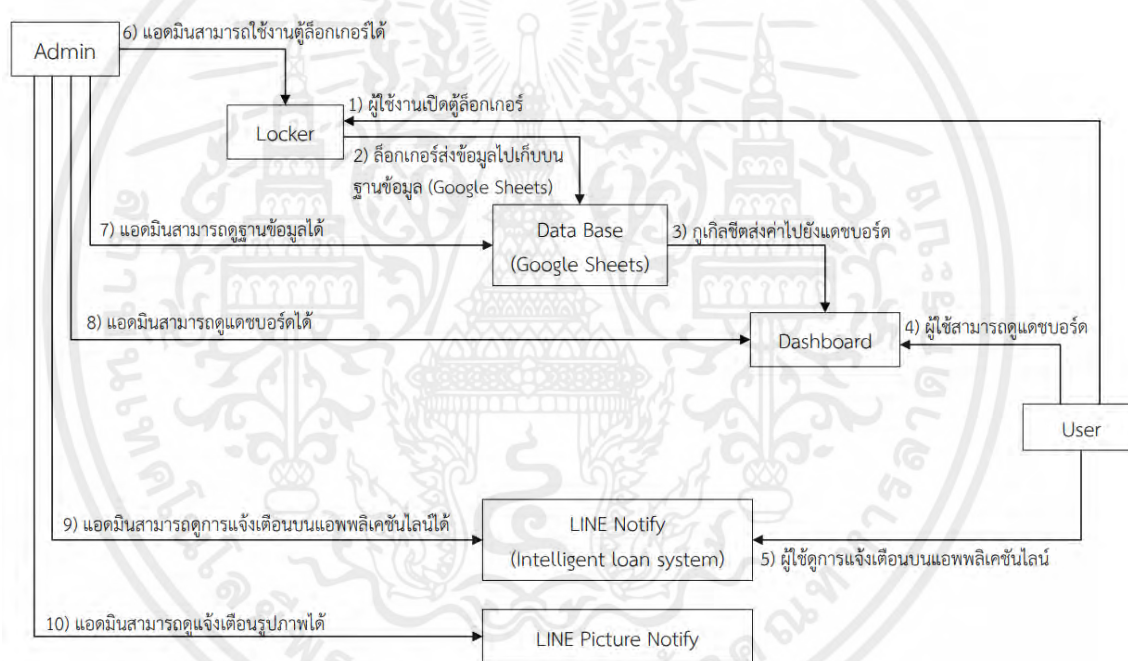 6) แอดมินสามารถใช้งานตู้ล็อกเกอร์ได้
Admin
1) ผู้ใช้งานเปิดตู้ล็อกเกอร์
Locker
2) ล็อกเกอร์ส่งข้อมูลไปเก็บบน
ฐานข้อมูล (Google Sheets)
7) แอดมินสามารถดูฐานข้อมูลได้
Data Base
(Google Sheets)
3) กูเกิลชีตส่งค่าไปยังแดชบอร์ด
8) แอดมินสามารถดูแดชบอร์ดได้
Dashboard
4) ผู้ใช้สามารถดูแดชบอร์ด
User
9) แอดมินสามารถดูการแจ้งเตือนบนแอพพลิเคชันไลน์ได้
LINE Notify
(Intelligent loan system)
5) ผู้ใช้ดูการแจ้งเตือนบนแอพพลิเคชันไลน์
10) แอดมินสามารถดูแจ้งเตือนรูปภาพได้
LINE Picture Notify